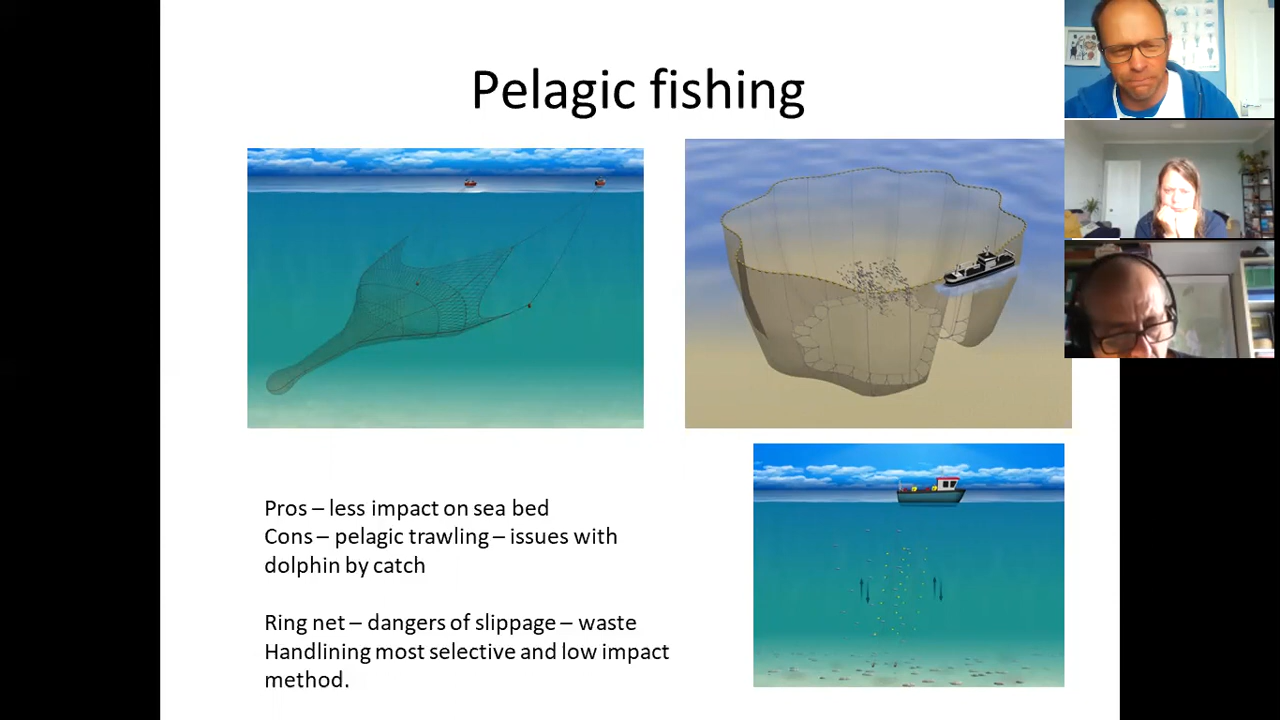 Pelagic fishing
Pros – less impact on sea bed
Cons – pelagic trawling – issues with
dolphin by catch
Ring net – dangers of slippage – waste
Handlining most selective and low impact
method.